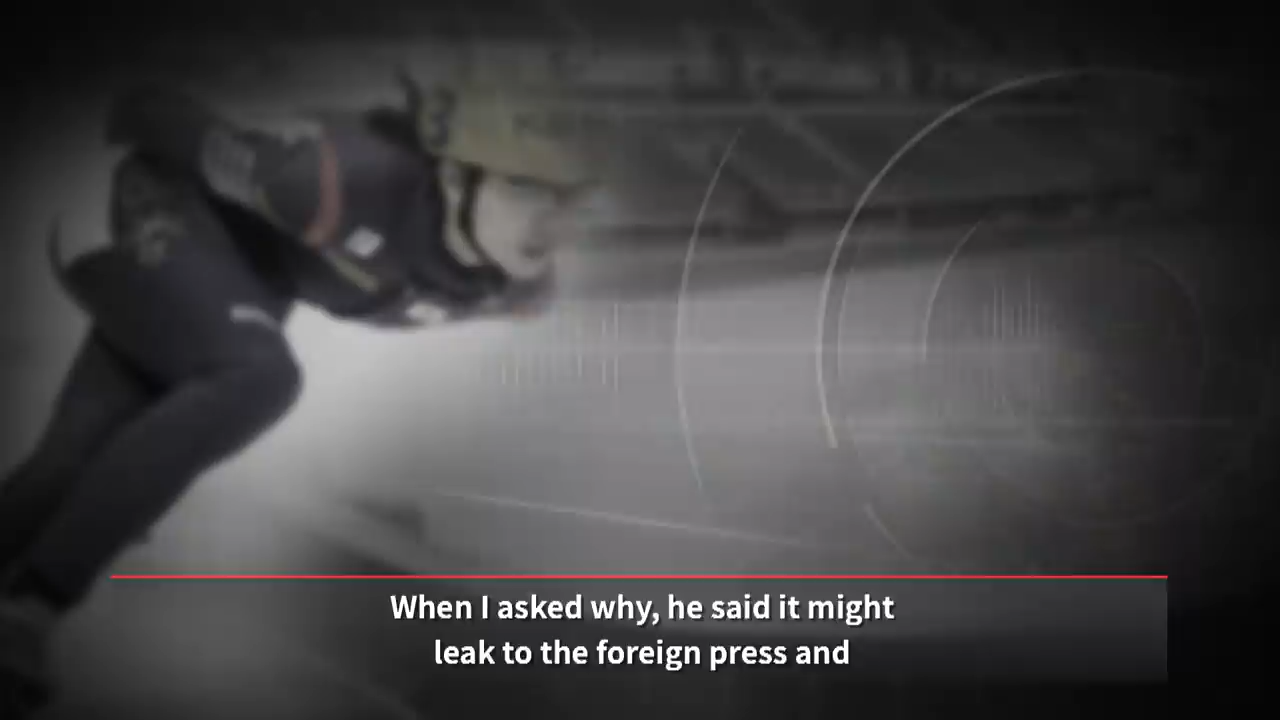 When I asked why, he said it might
leak to the foreign press and